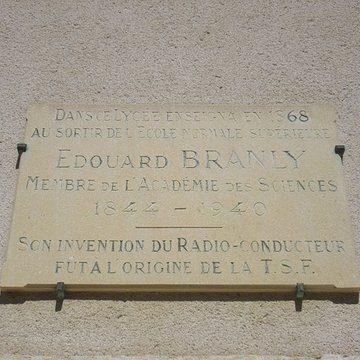 DANS CE LYCÉE ENSEIGNA EN 1868
AU SORTIR DE L'ÉCOLE NORMALE SUPÉRIEURE
EDOUARD BRANLY
MEMBRE DE L'ACADÉMIE DES SCIENCES
1844 - 1940
SON INVENTION DU RADIO-CONDUCTEUR
FUT A L'ORIGINE DE LA T.S.F.